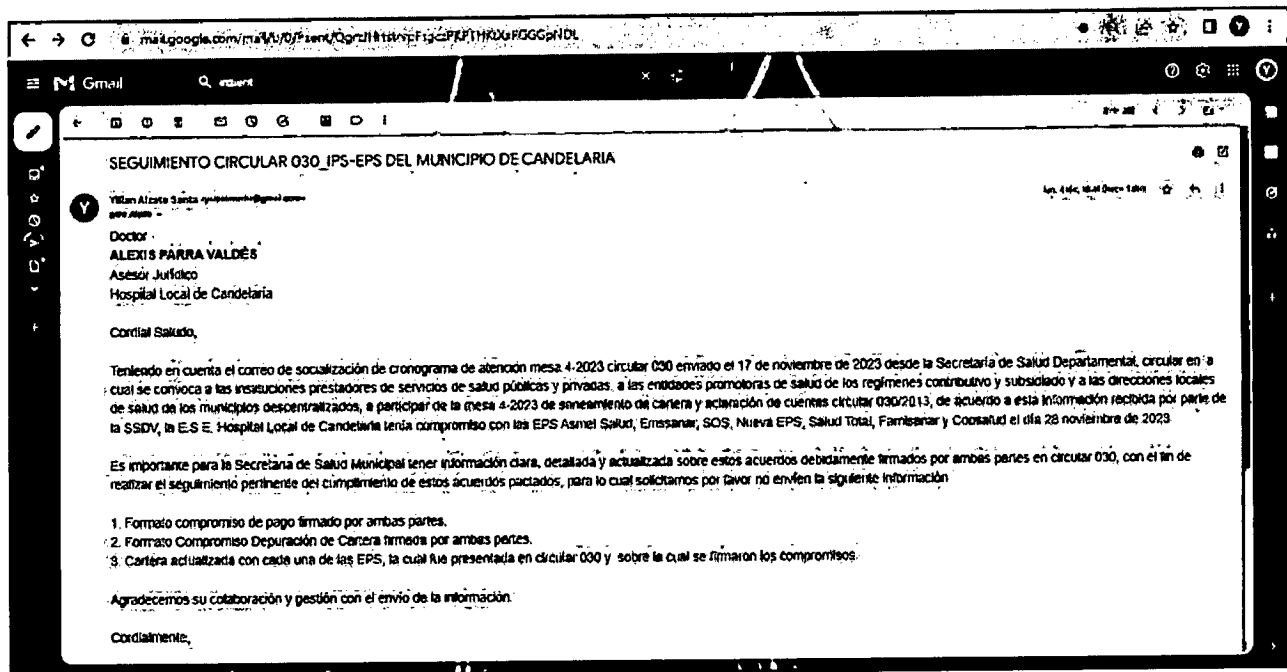 Gmail
SEGUIMIENTO CIRCULAR 030_IPS-EPS DEL MUNICIPIO DE CANDELARIA
Yillian Alzate Santa
Doctor
ALEXIS PARRA VALDÉS
Asesor Jurídico
Hospital Local de Candelaria
Cordial Saludo,
Teniendo en cuenta el correo de socialización de cronograma de atención mesa 4-2023 circular 030 enviado el 17 de noviembre de 2023 desde la Secretaría de Salud Departamental, circular en la
cual se convoca a las instituciones prestadores de servicios de salud públicas y privadas, a las entidades promotoras de salud de los regímenes contributivo y subsidiado y a las direcciones locales
de salud de los municipios descentralizados, a participar de la mesa 4-2023 de saneamiento de cartera y aclaración de cuentas circular 030/2013, de acuerdo a esta información recibida por parte de
la SSDV, la E.S.E. Hospital Local de Candelaria tenía compromiso con las EPS Asmet Salud, Emssanar, SOS, Nueva EPS, Salud Total, Famisanar y Coosalud el día 28 noviembre de 2023
Es importante para la Secretaría de Salud Municipal tener información clara, detallada y actualizada sobre estos acuerdos debidamente firmados por ambas partes en circular 030, con el fin de
realizar el seguimiento pertinente del cumplimiento de estos acuerdos pactados, para lo cual solicitamos por favor no envíen la siguiente información
1. Formato compromiso de pago firmado por ambas partes.
2. Formato Compromiso Depuración de Cartera firmada por ambas partes.
3. Cartera actualizada con cada una de las EPS, la cual fue presentada en circular 030 y sobre la cual se firmaron los compromisos.
Agradecemos su colaboración y gestión con el envío de la información.
Cordialmente,